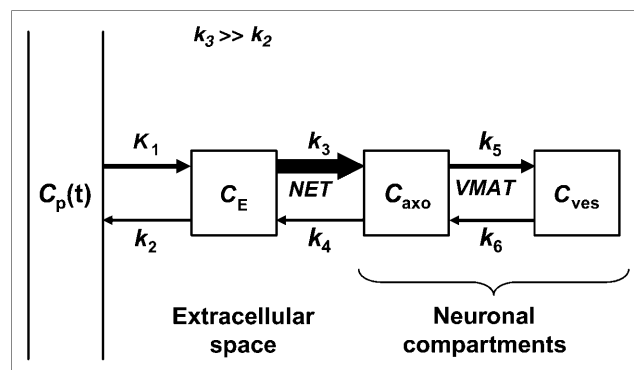 k3 >> k2
K1
k3
k5
Cp(t)
CE
NET
Caxo
VMAT
Cves
k2
k4
k6
Extracellular
space
Neuronal
compartments